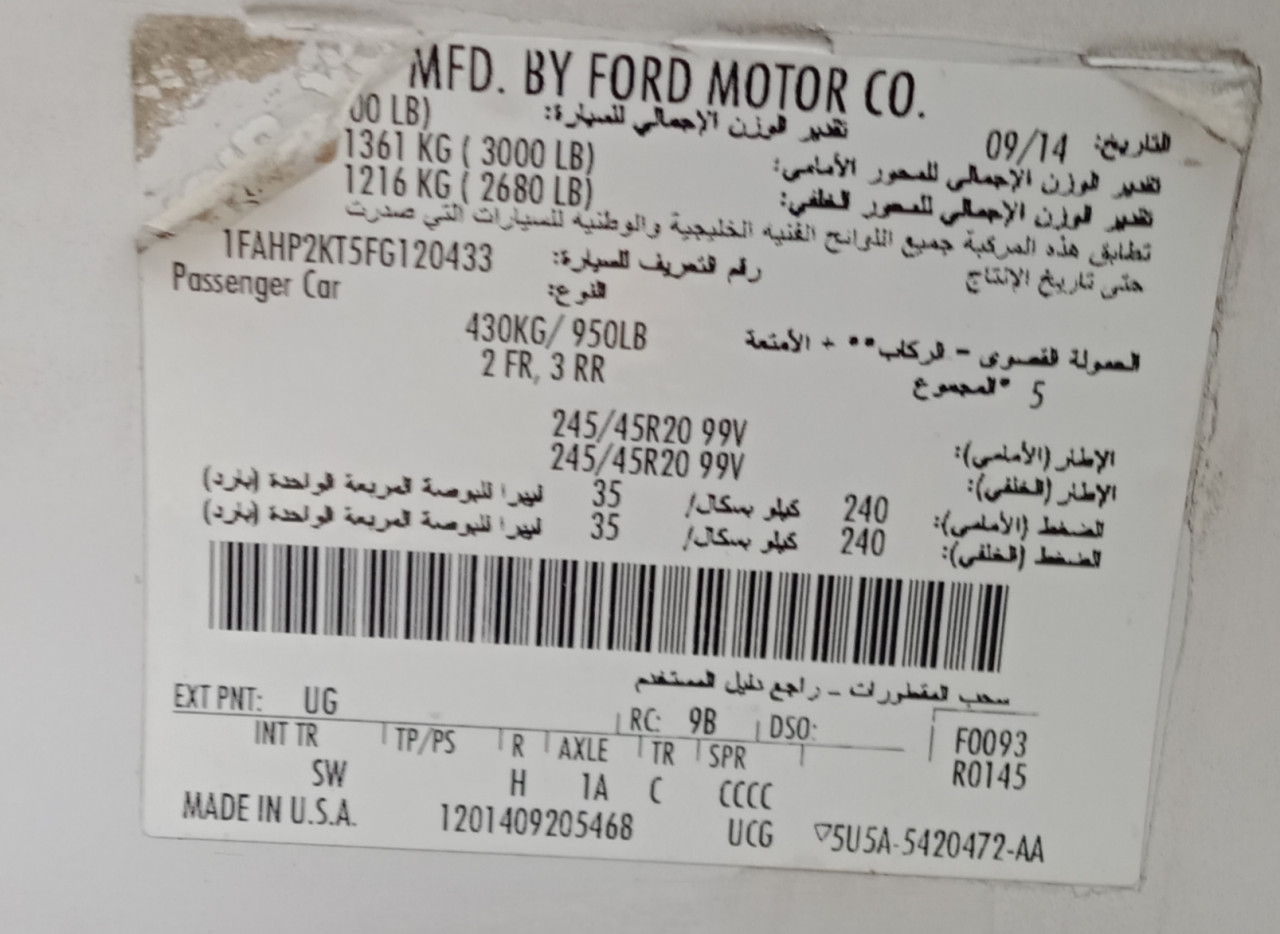 MFD. BY FORD MOTOR CO.
التاريخ: 09/14 تقدير الوزن الإجمالي للسيارة: 00 LB)
تقدير الوزن الإجمالي للمحور الأمامي: 1361 KG ( 3000 LB)
تقدير الوزن الإجمالي للمحور الخلفي: 1216 KG ( 2680 LB)
تطابق هذه المركبة جميع اللوائح الفنيه الخليجية والوطنيه للسيارات التي صدرت
حتى تاريخ الإنتاج رقم التعريف للسيارة: 1FAHP2KT5FG120433
النوع: Passenger Car
الحمولة القصوى - الركاب** + الأمتعة 430KG/ 950LB
5 *المجموع 2 FR, 3 RR
الإطار (الأمامي): 245/45R20 99V
الإطار (الخلفي): 245/45R20 99V
الضغط (الأمامي): 240 كيلو بسكال/ 35 ليبرا للبوصة المربعة الواحدة (بارد)
الضغط (الخلفي): 240 كيلو بسكال/ 35 ليبرا للبوصة المربعة الواحدة (بارد)
سحب المقطورات - راجع دليل المستخدم
EXT PNT: UG RC: 9B DSO: F0093
INT TR TP/PS R AXLE TR SPR R0145
SW H 1A C CCCC
MADE IN U.S.A. 1201409205468 UCG ▽5U5A-5420472-AA